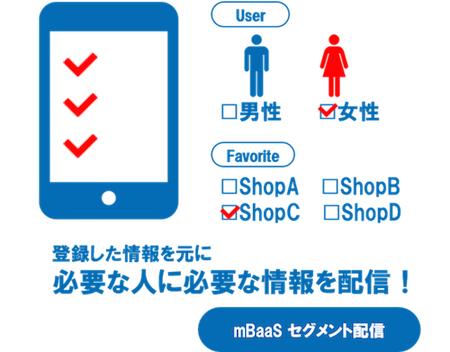 User
□男性 ☑女性
Favorite
□ShopA □ShopB
☑ShopC □ShopD
登録した情報を元に
必要な人に必要な情報を配信！
mBaaS セグメント配信